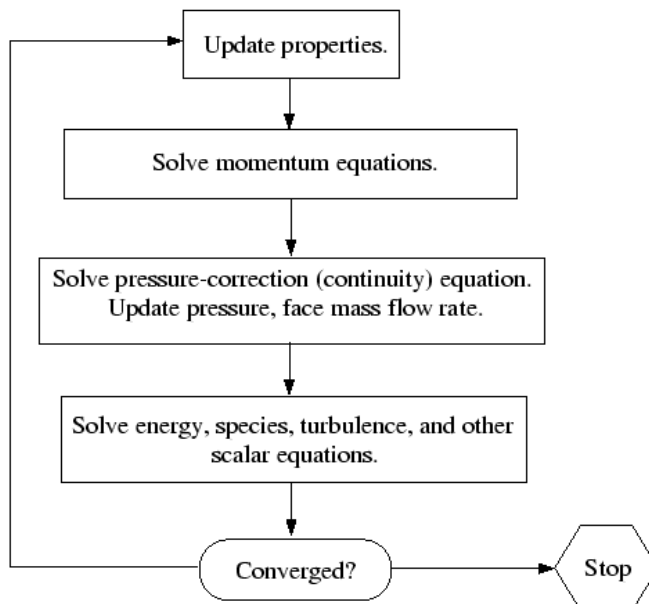 Update properties.
Solve momentum equations.
Solve pressure-correction (continuity) equation.
Update pressure, face mass flow rate.
Solve energy, species, turbulence, and other
scalar equations.
Converged?
Stop